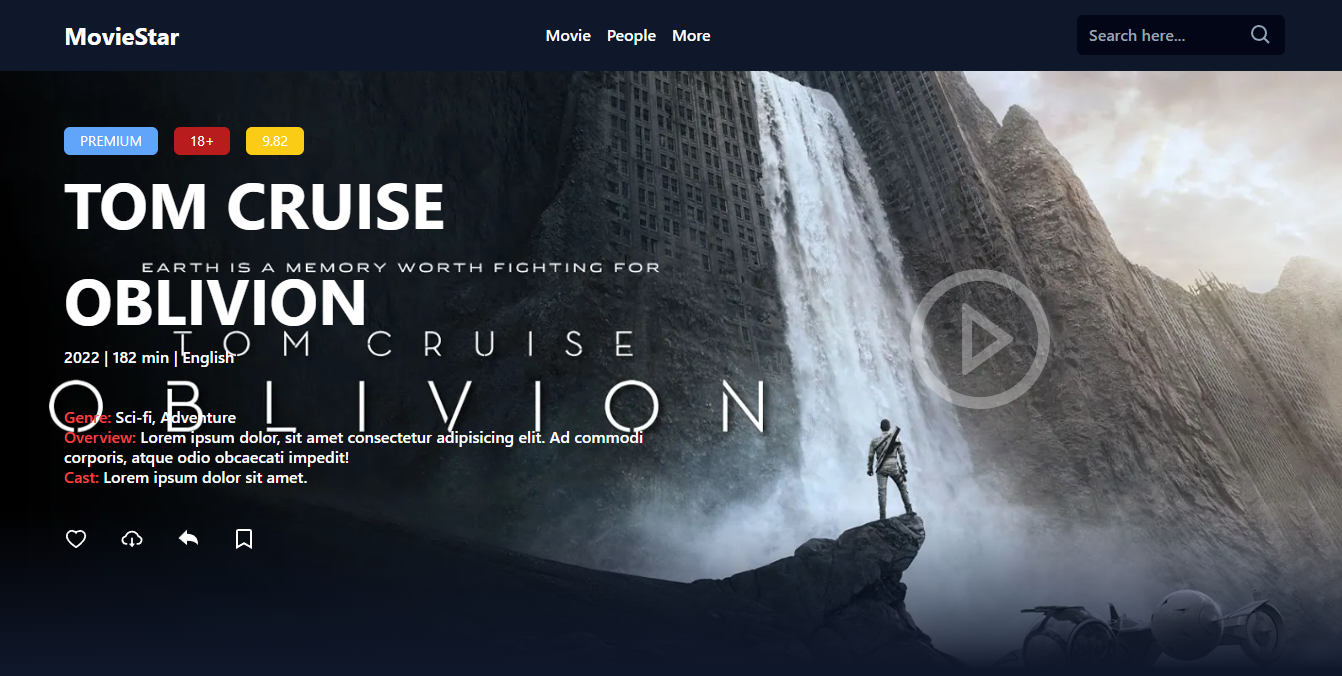 MovieStar
Movie People More
Search here...
PREMIUM 18+ 9.82
TOM CRUISE
EARTH IS A MEMORY WORTH FIGHTING FOR
OBLIVION
TOM CRUISE
2022 | 182 min | English
OBLIVION
Genre: Sci-fi, Adventure
Overview: Lorem ipsum dolor, sit amet consectetur adipisicing elit. Ad commodi
corporis, atque odio obcaecati impedit!
Cast: Lorem ipsum dolor sit amet.